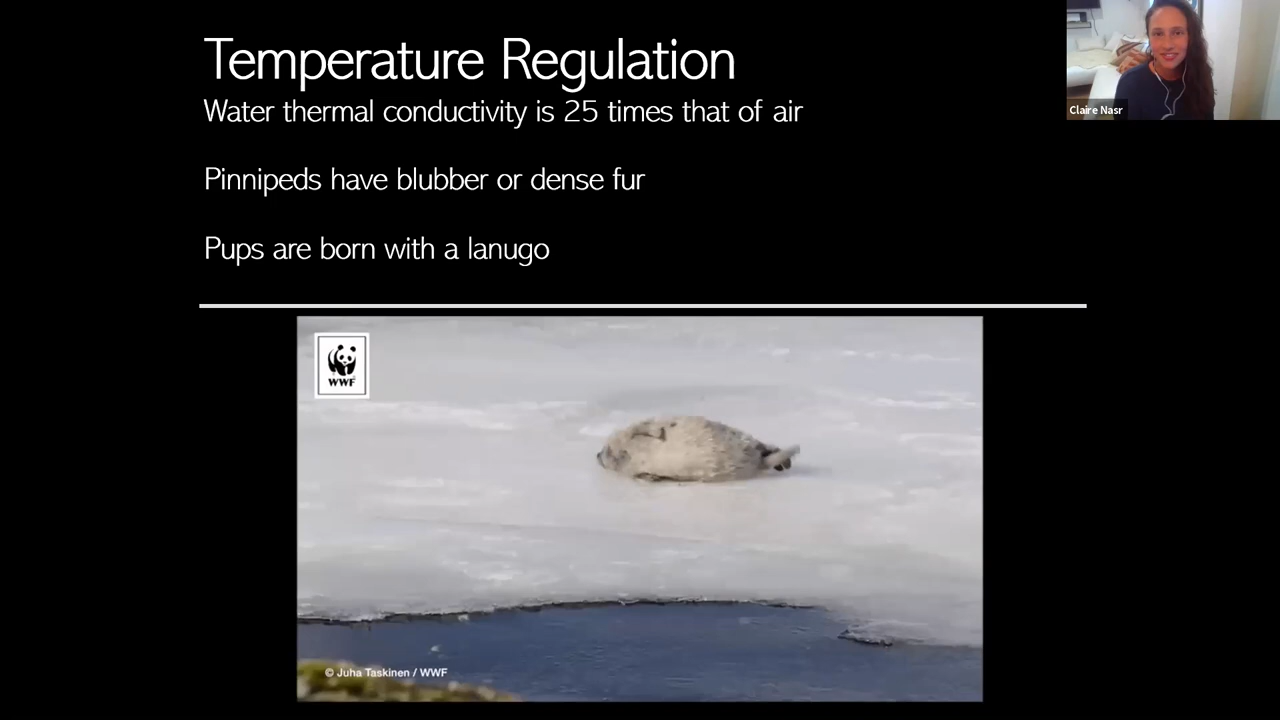 Temperature Regulation
Water thermal conductivity is 25 times that of air
Pinnipeds have blubber or dense fur
Pups are born with a lanugo
Claire Nasr
WWF
© Juha Taskinen / WWF